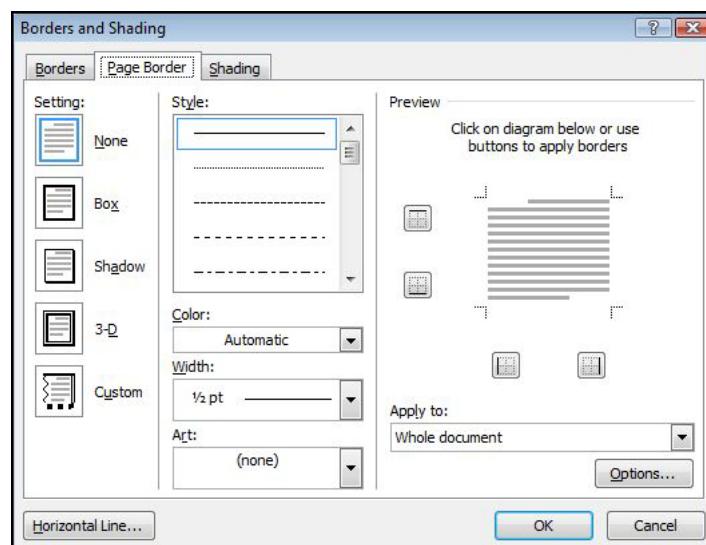 Borders and Shading
Borders
Page Border
Shading
Setting:
None
Box
Shadow
3-D
Custom
Style:
Color:
Automatic
Width:
½ pt
Art:
(none)
Preview
Click on diagram below or use
buttons to apply borders
Apply to:
Whole document
Options...
Horizontal Line...
OK
Cancel